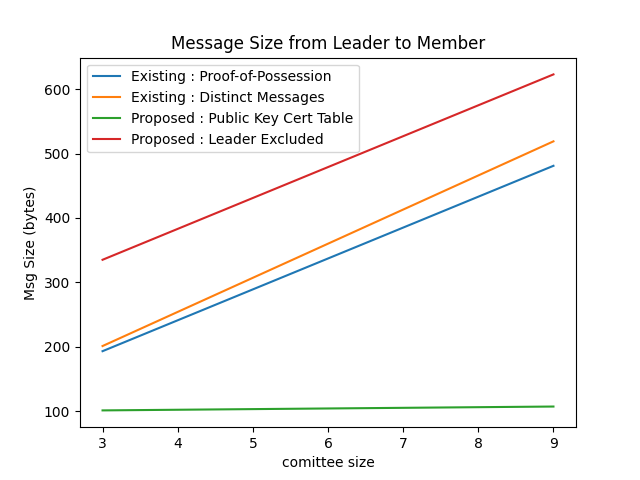 Message Size from Leader to Member
Existing : Proof-of-Possession
Existing : Distinct Messages
Proposed : Public Key Cert Table
Proposed : Leader Excluded
Msg Size (bytes)
600
500
400
300
200
100
3 4 5 6 7 8 9
comittee size